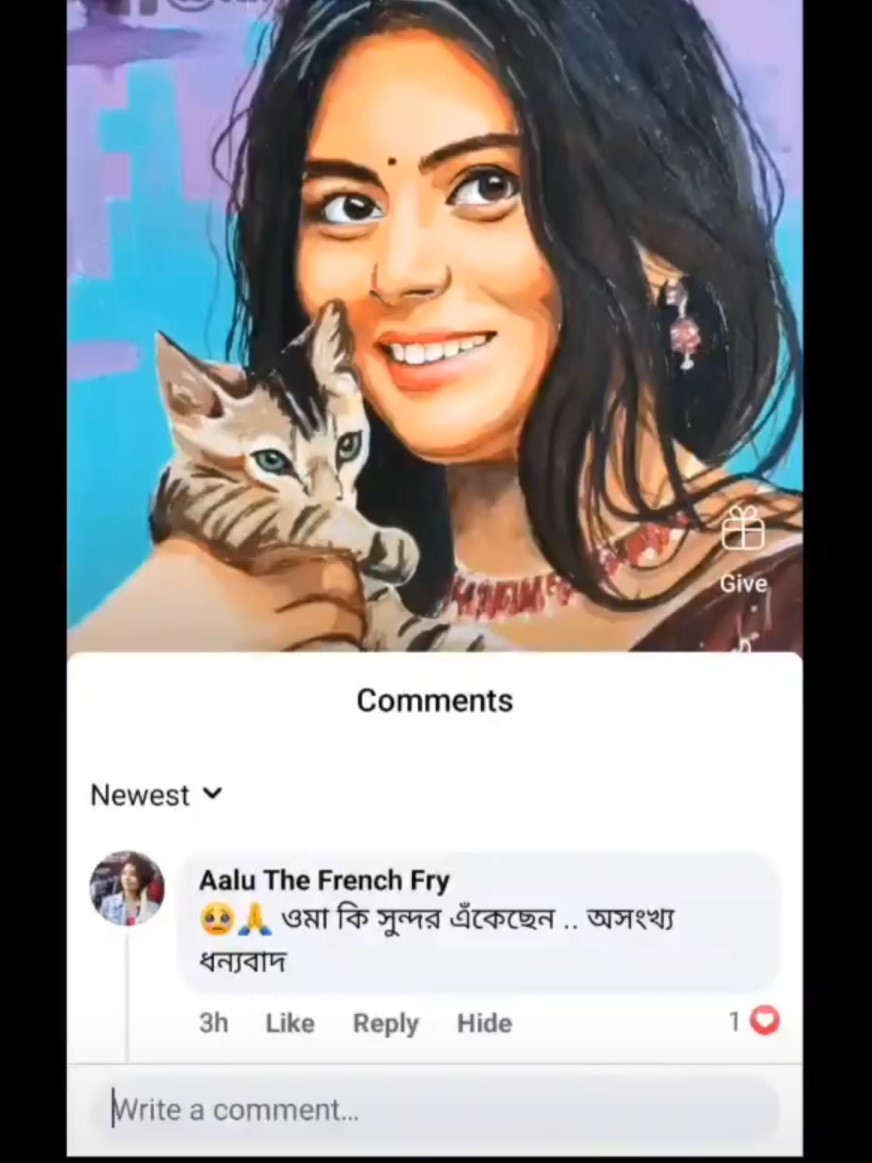 Give
Comments
Newest
Aalu The French Fry
🥹🙏 ওমা কি সুন্দর এঁকেছেন .. অসংখ্য
ধন্যবাদ
3h Like Reply Hide 1
Write a comment...